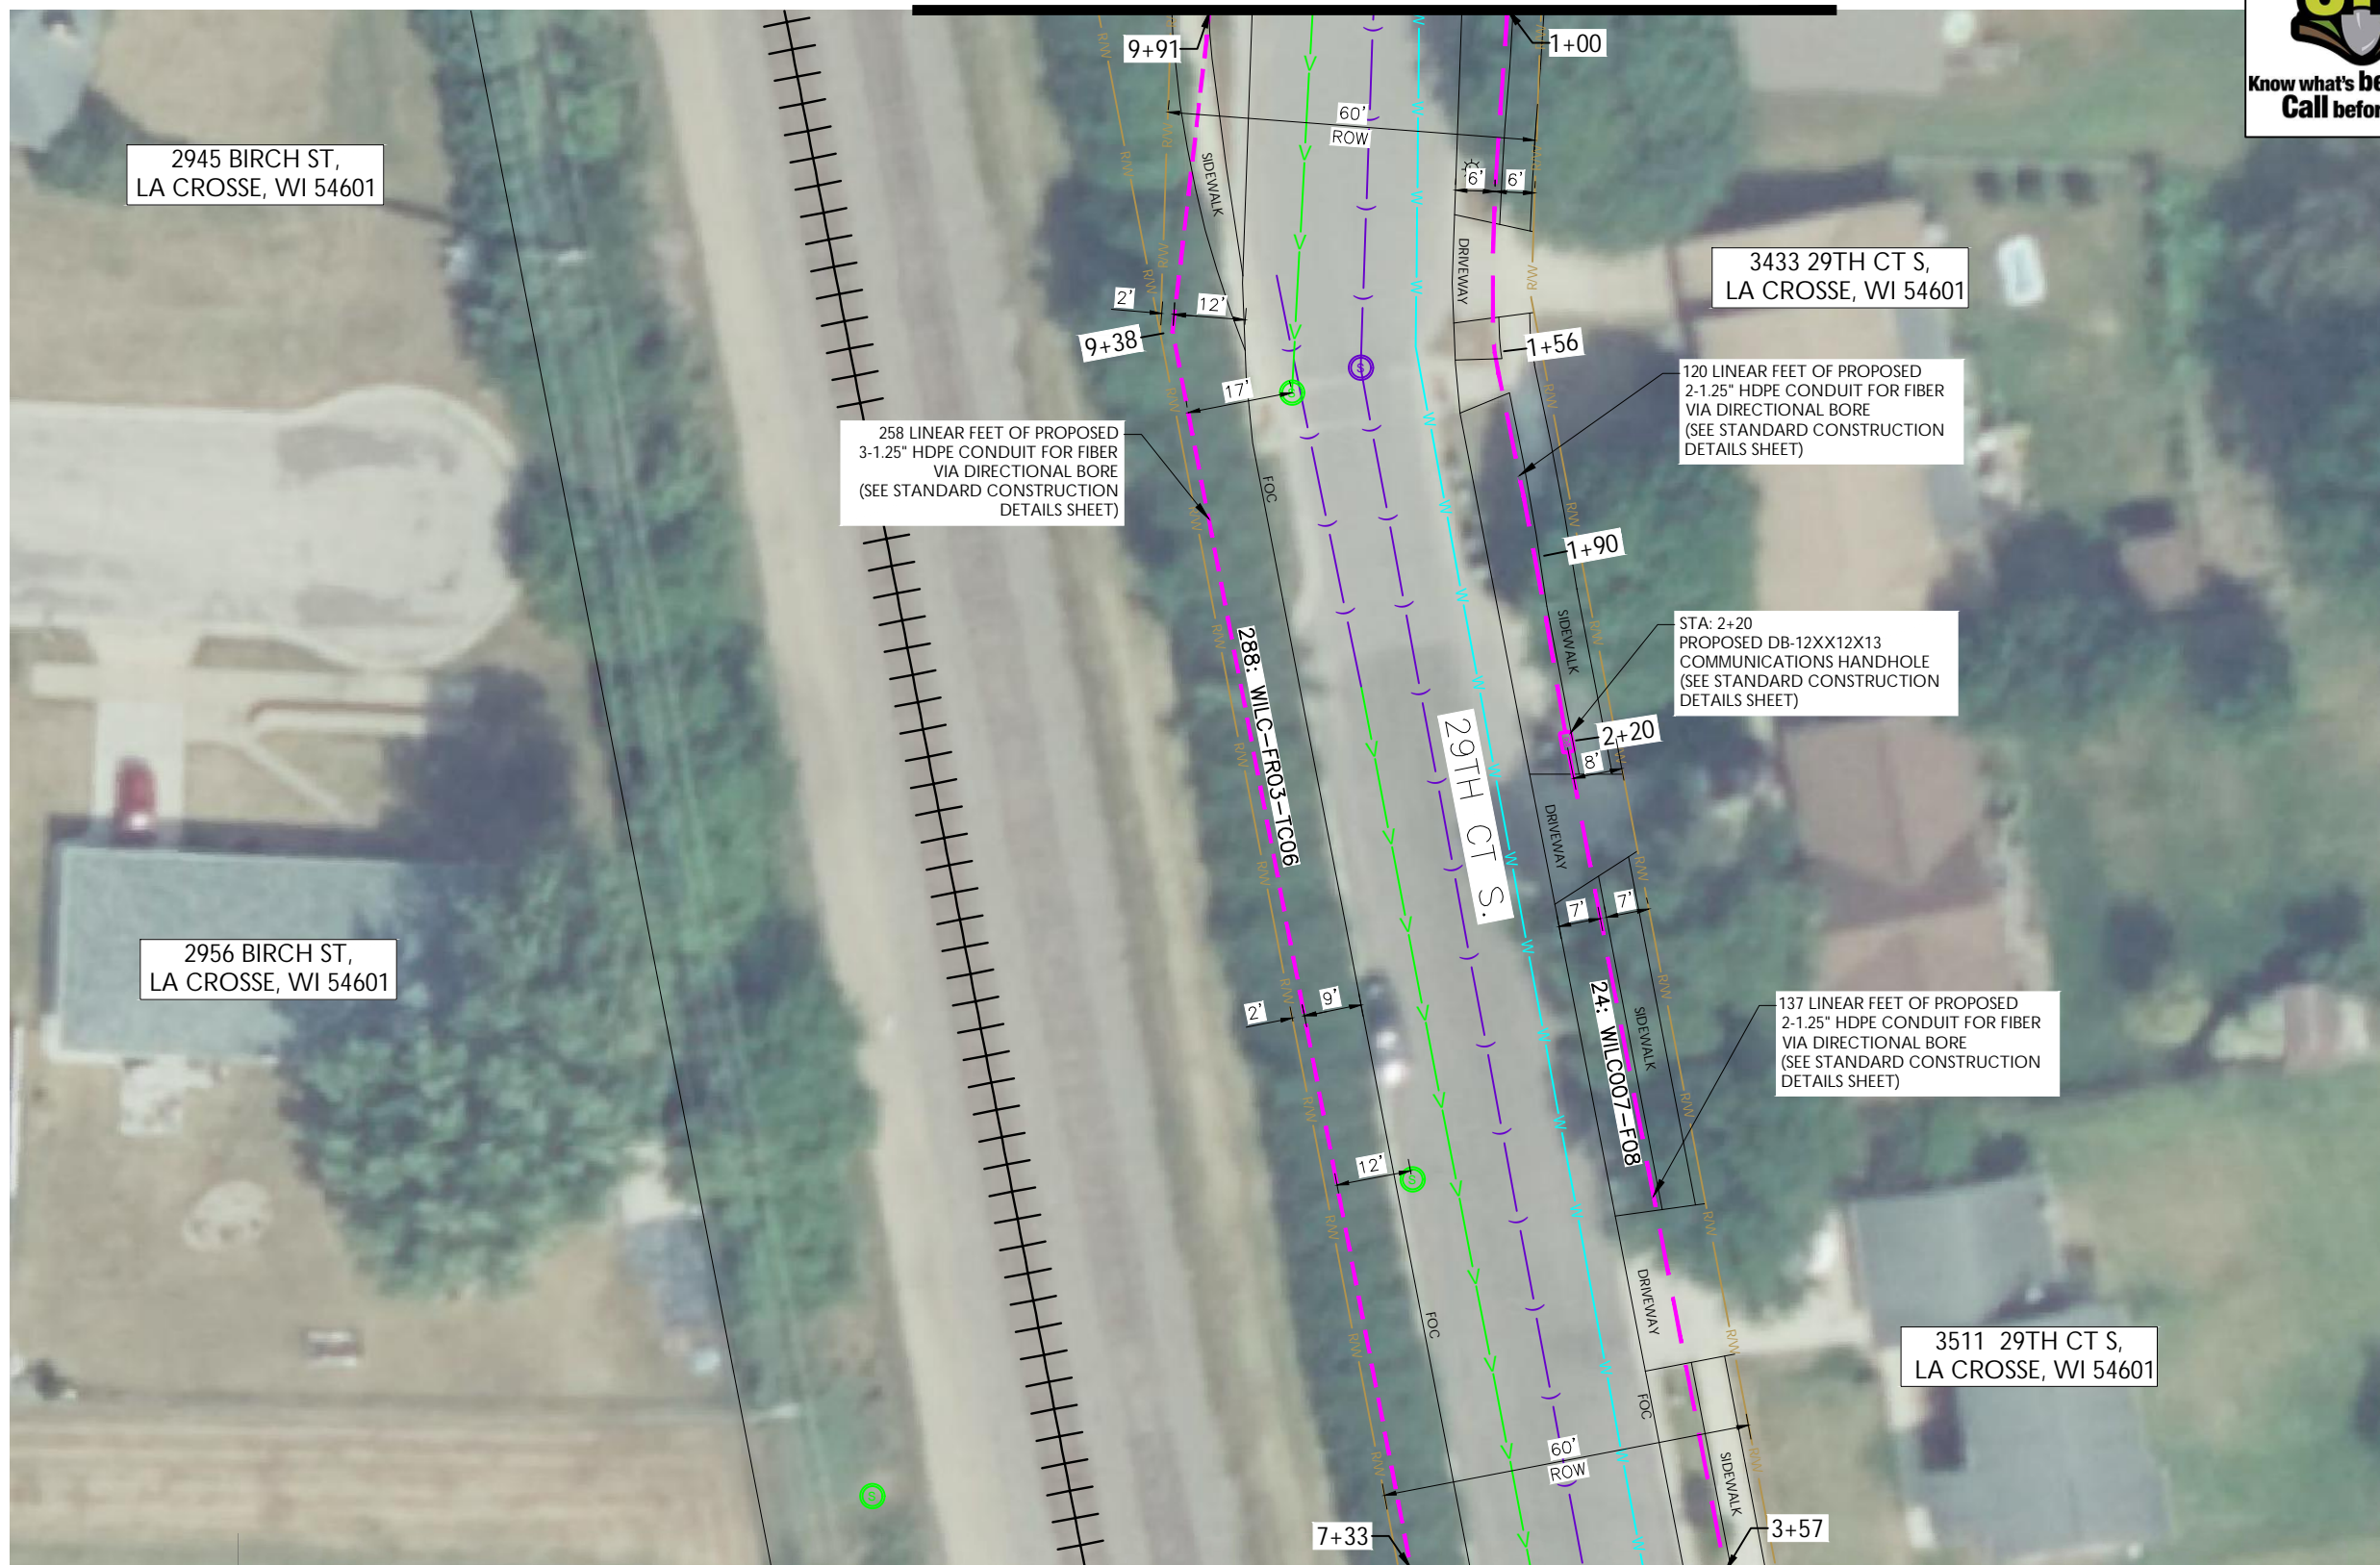 Know what's
Call
9+91
1+00
60'
ROW
SIDEWALK
6'
6'
2945 BIRCH ST,
LA CROSSE, WI 54601
DRIVEWAY
3433 29TH CT S,
LA CROSSE, WI 54601
2'
12'
9+38
1+56
17'
S
120 LINEAR FEET OF PROPOSED
2-1.25" HDPE CONDUIT FOR FIBER
VIA DIRECTIONAL BORE
(SEE STANDARD CONSTRUCTION
DETAILS SHEET)
258 LINEAR FEET OF PROPOSED
3-1.25" HDPE CONDUIT FOR FIBER
VIA DIRECTIONAL BORE
(SEE STANDARD CONSTRUCTION
DETAILS SHEET)
FOC
1+90
SIDEWALK
STA: 2+20
PROPOSED DB-12XX12X13
COMMUNICATIONS HANDHOLE
(SEE STANDARD CONSTRUCTION
DETAILS SHEET)
288: WILC-FR03-TC06
29TH CT S.
2+20
8'
DRIVEWAY
7'
7'
2956 BIRCH ST,
LA CROSSE, WI 54601
2'
9'
24: WILC007-F08
SIDEWALK
137 LINEAR FEET OF PROPOSED
2-1.25" HDPE CONDUIT FOR FIBER
VIA DIRECTIONAL BORE
(SEE STANDARD CONSTRUCTION
DETAILS SHEET)
12'
S
R/W
W
DRIVEWAY
FOC
3511 29TH CT S,
LA CROSSE, WI 54601
FOC
60'
ROW
SIDEWALK
S
7+33
3+57